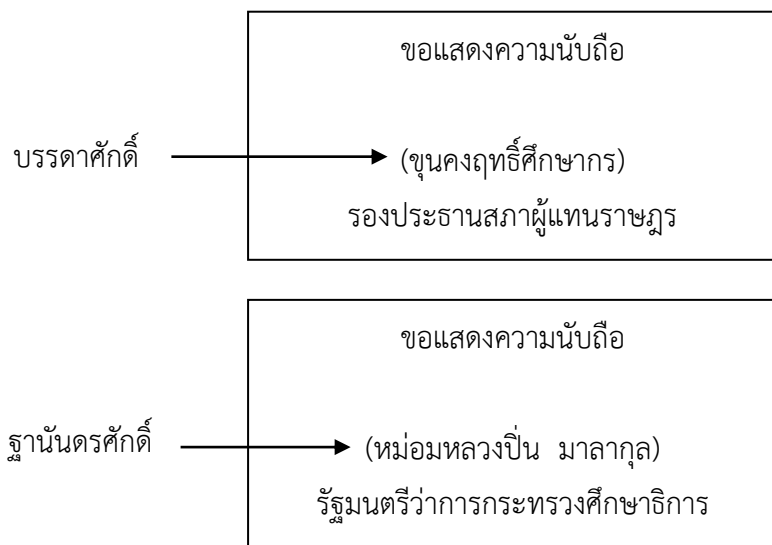 ขอแสดงความนับถือ
บรรดาศักดิ์ (ขุนคงฤทธิ์ศึกษากร)
รองประธานสภาผู้แทนราษฎร
ขอแสดงความนับถือ
ฐานันดรศักดิ์ (หม่อมหลวงปิ่น มาลากุล)
รัฐมนตรีว่าการกระทรวงศึกษาธิการ